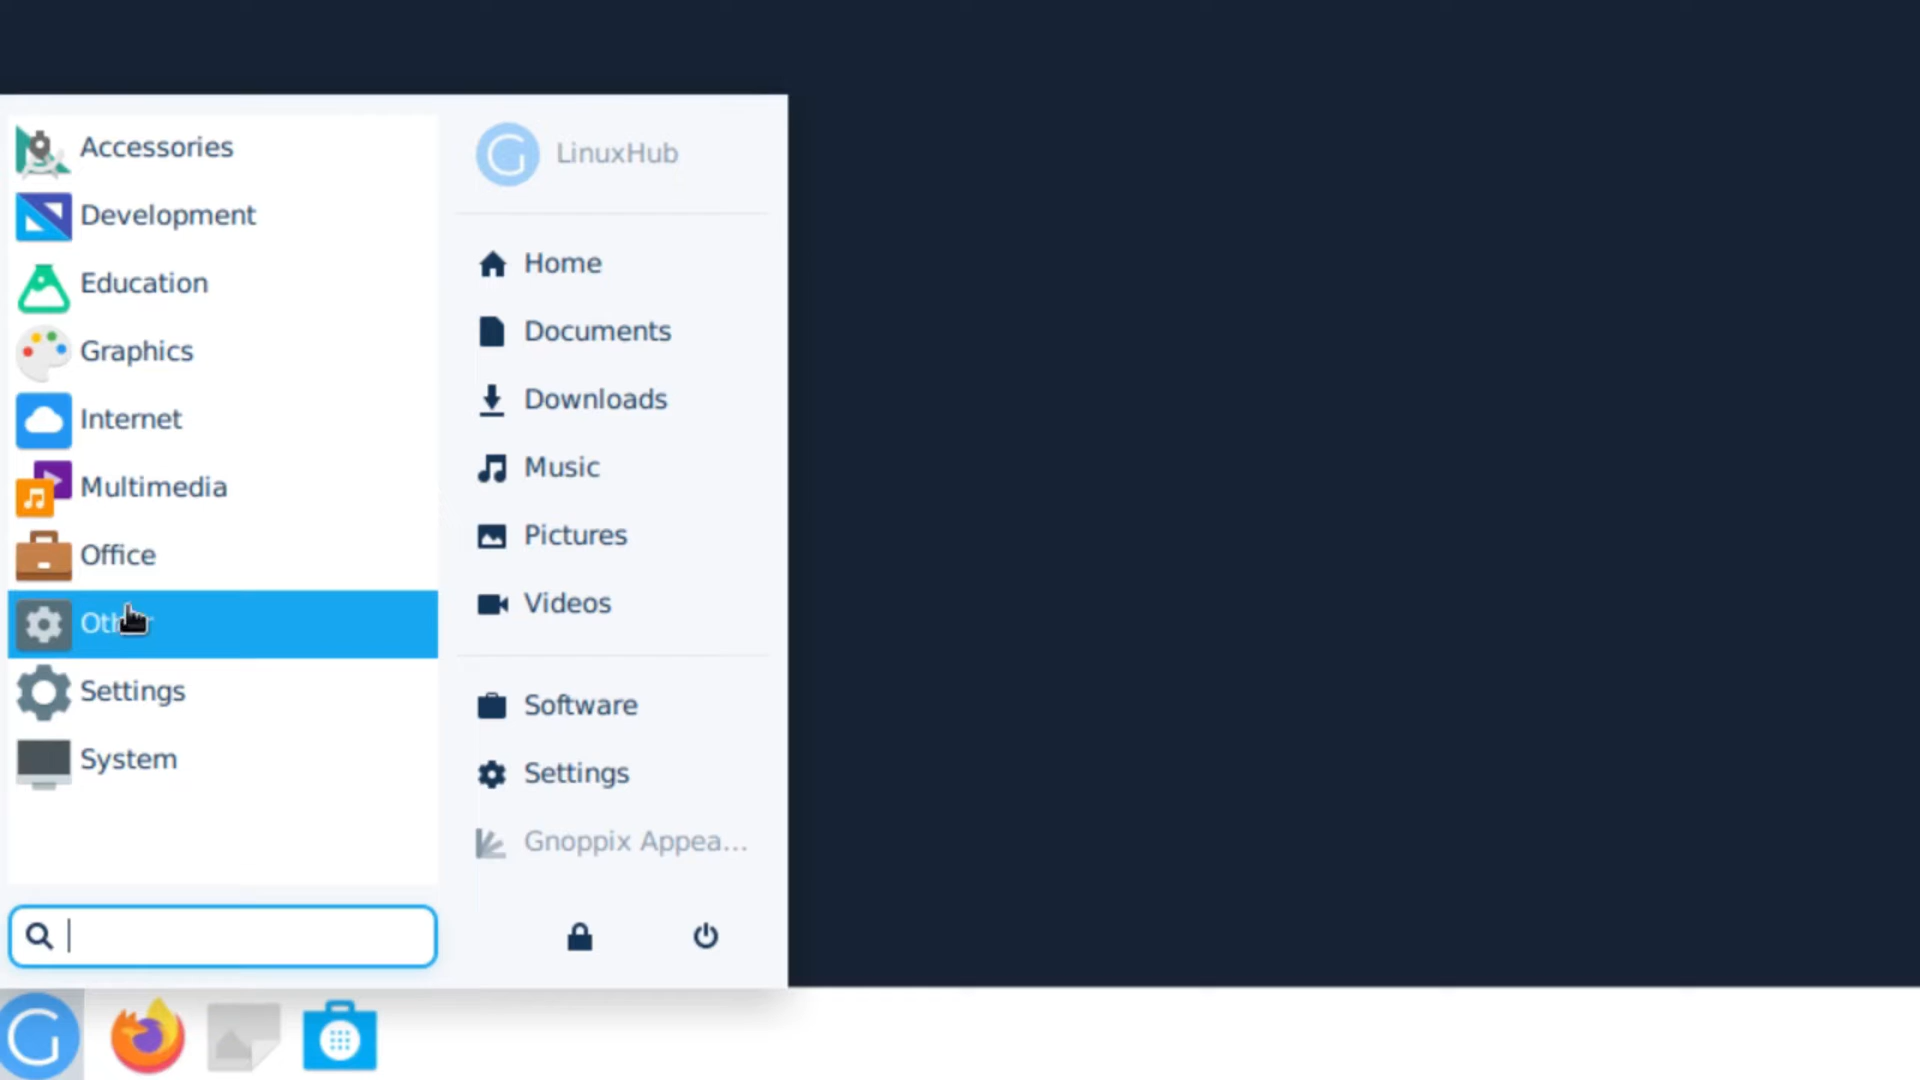 Accessories
Development
Education
Graphics
Internet
Multimedia
Office
Settings
System
LinuxHub
Home
Documents
Downloads
Music
Pictures
Videos
Software
Settings
Gnoppix Appea...